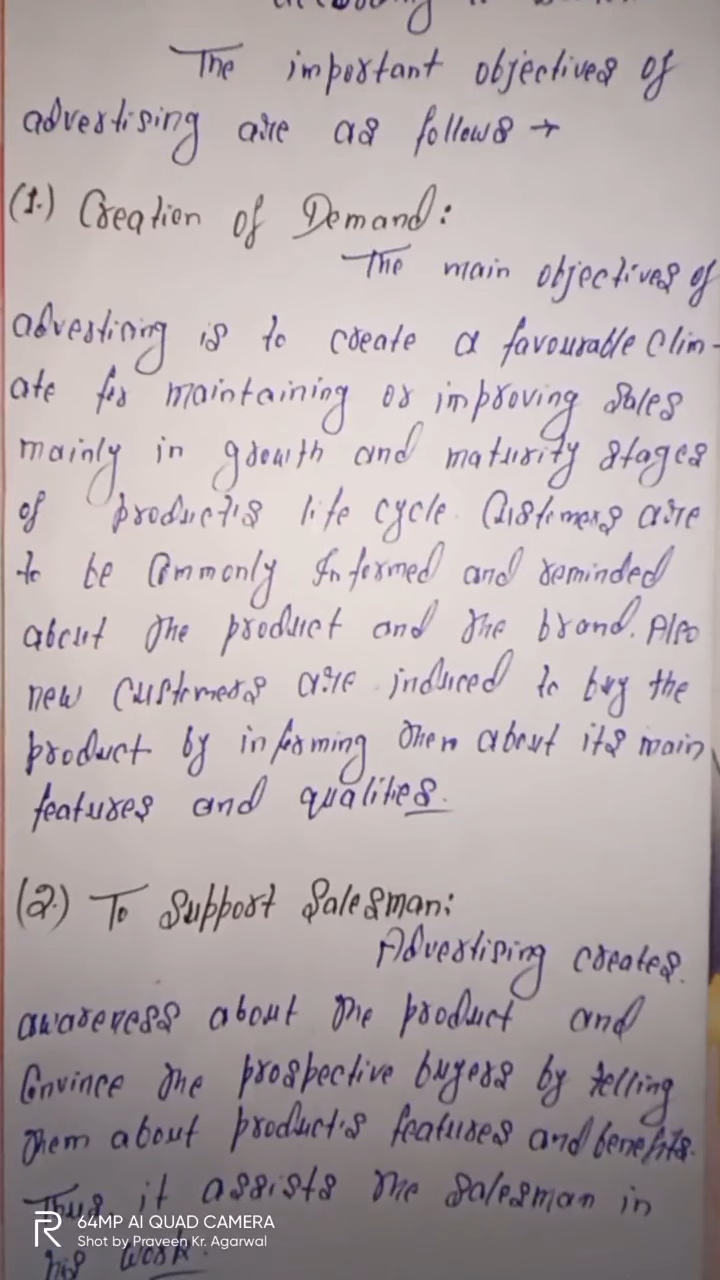 The important objectives of
advertising are as follows →
(1.) Creation of Demand:
The main objectives of
advertising is to create a favourable Clim-
ate for maintaining or improving Sales
mainly in growth and maturity stages
of product's life cycle. Customers are
to be Commonly Informed and reminded
about the product and the brand. Also
new Customers are induced to buy the
product by informing them about its main
features and qualities.
(2.) To Support Salesman:
Advertising creates
awareness about the product and
Convince the prospective buyers by telling
them about product's features and benefits.
Thus, it assists the salesman in
his work.
64MP AI QUAD CAMERA
Shot by Praveen Kr. Agarwal